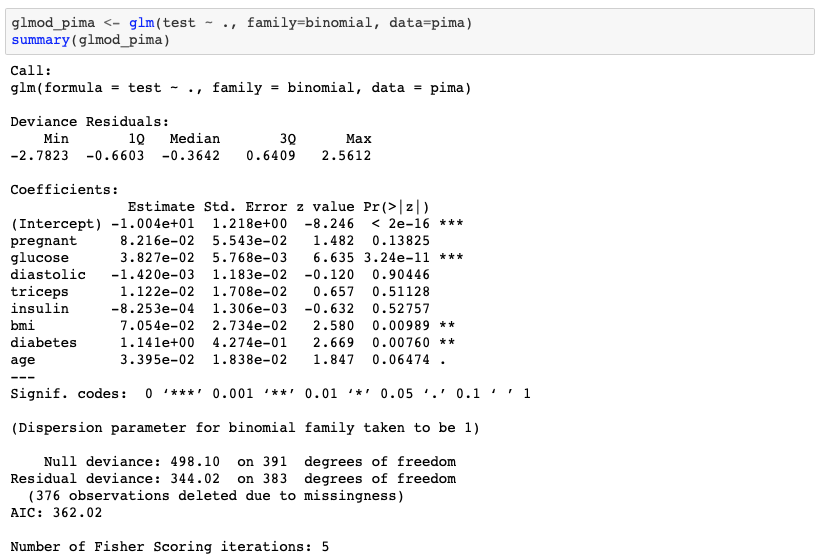 glmod_pima <- glm(test ~ ., family=binomial, data=pima)
summary(glmod_pima)
Call:
glm(formula = test ~ ., family = binomial, data = pima)
Deviance Residuals:
    Min       1Q   Median       3Q      Max
-2.7823  -0.6603  -0.3642   0.6409   2.5612
Coefficients:
              Estimate Std. Error z value Pr(>|z|)
(Intercept) -1.004e+01  1.218e+00  -8.246  < 2e-16 ***
pregnant     8.216e-02  5.543e-02   1.482  0.13825
glucose      3.827e-02  5.768e-03   6.635 3.24e-11 ***
diastolic   -1.420e-03  1.183e-02  -0.120  0.90446
triceps      1.122e-02  1.708e-02   0.657  0.51128
insulin     -8.253e-04  1.306e-03  -0.632  0.52757
bmi          7.054e-02  2.734e-02   2.580  0.00989 **
diabetes     1.141e+00  4.274e-01   2.669  0.00760 **
age          3.395e-02  1.838e-02   1.847  0.06474 .
---
Signif. codes:  0 ‘***’ 0.001 ‘**’ 0.01 ‘*’ 0.05 ‘.’ 0.1 ‘ ’ 1
(Dispersion parameter for binomial family taken to be 1)
    Null deviance: 498.10  on 391  degrees of freedom
Residual deviance: 344.02  on 383  degrees of freedom
  (376 observations deleted due to missingness)
AIC: 362.02
Number of Fisher Scoring iterations: 5